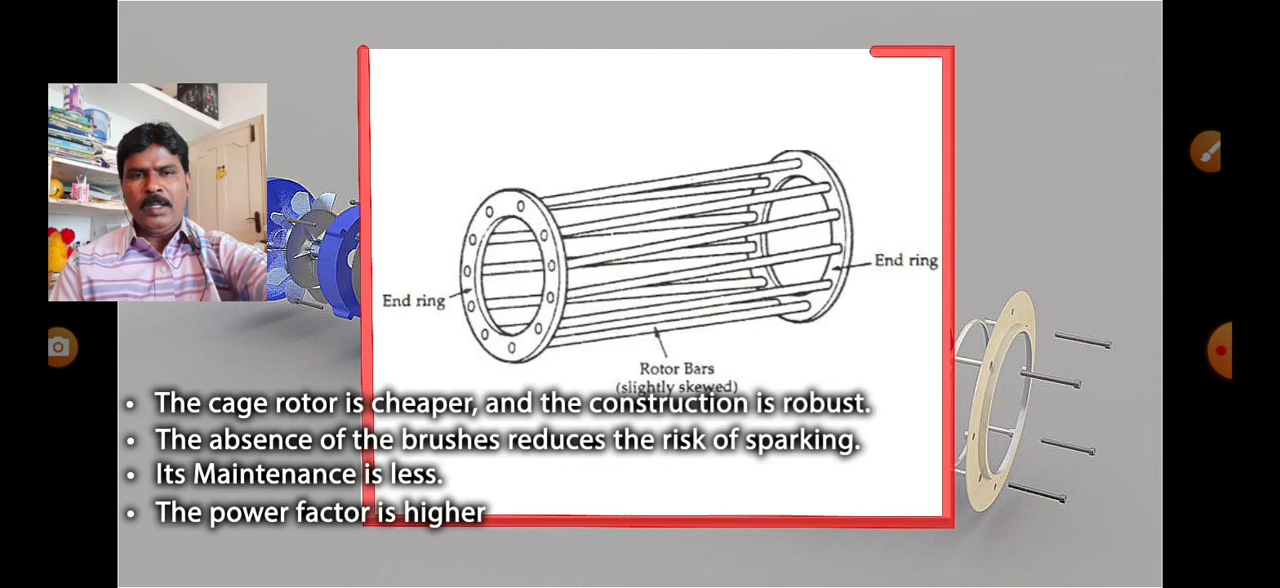 End ring
End ring
Rotor Bars
(slightly skewed)
• The cage rotor is cheaper, and the construction is robust.
• The absence of the brushes reduces the risk of sparking.
• Its Maintenance is less.
• The power factor is higher